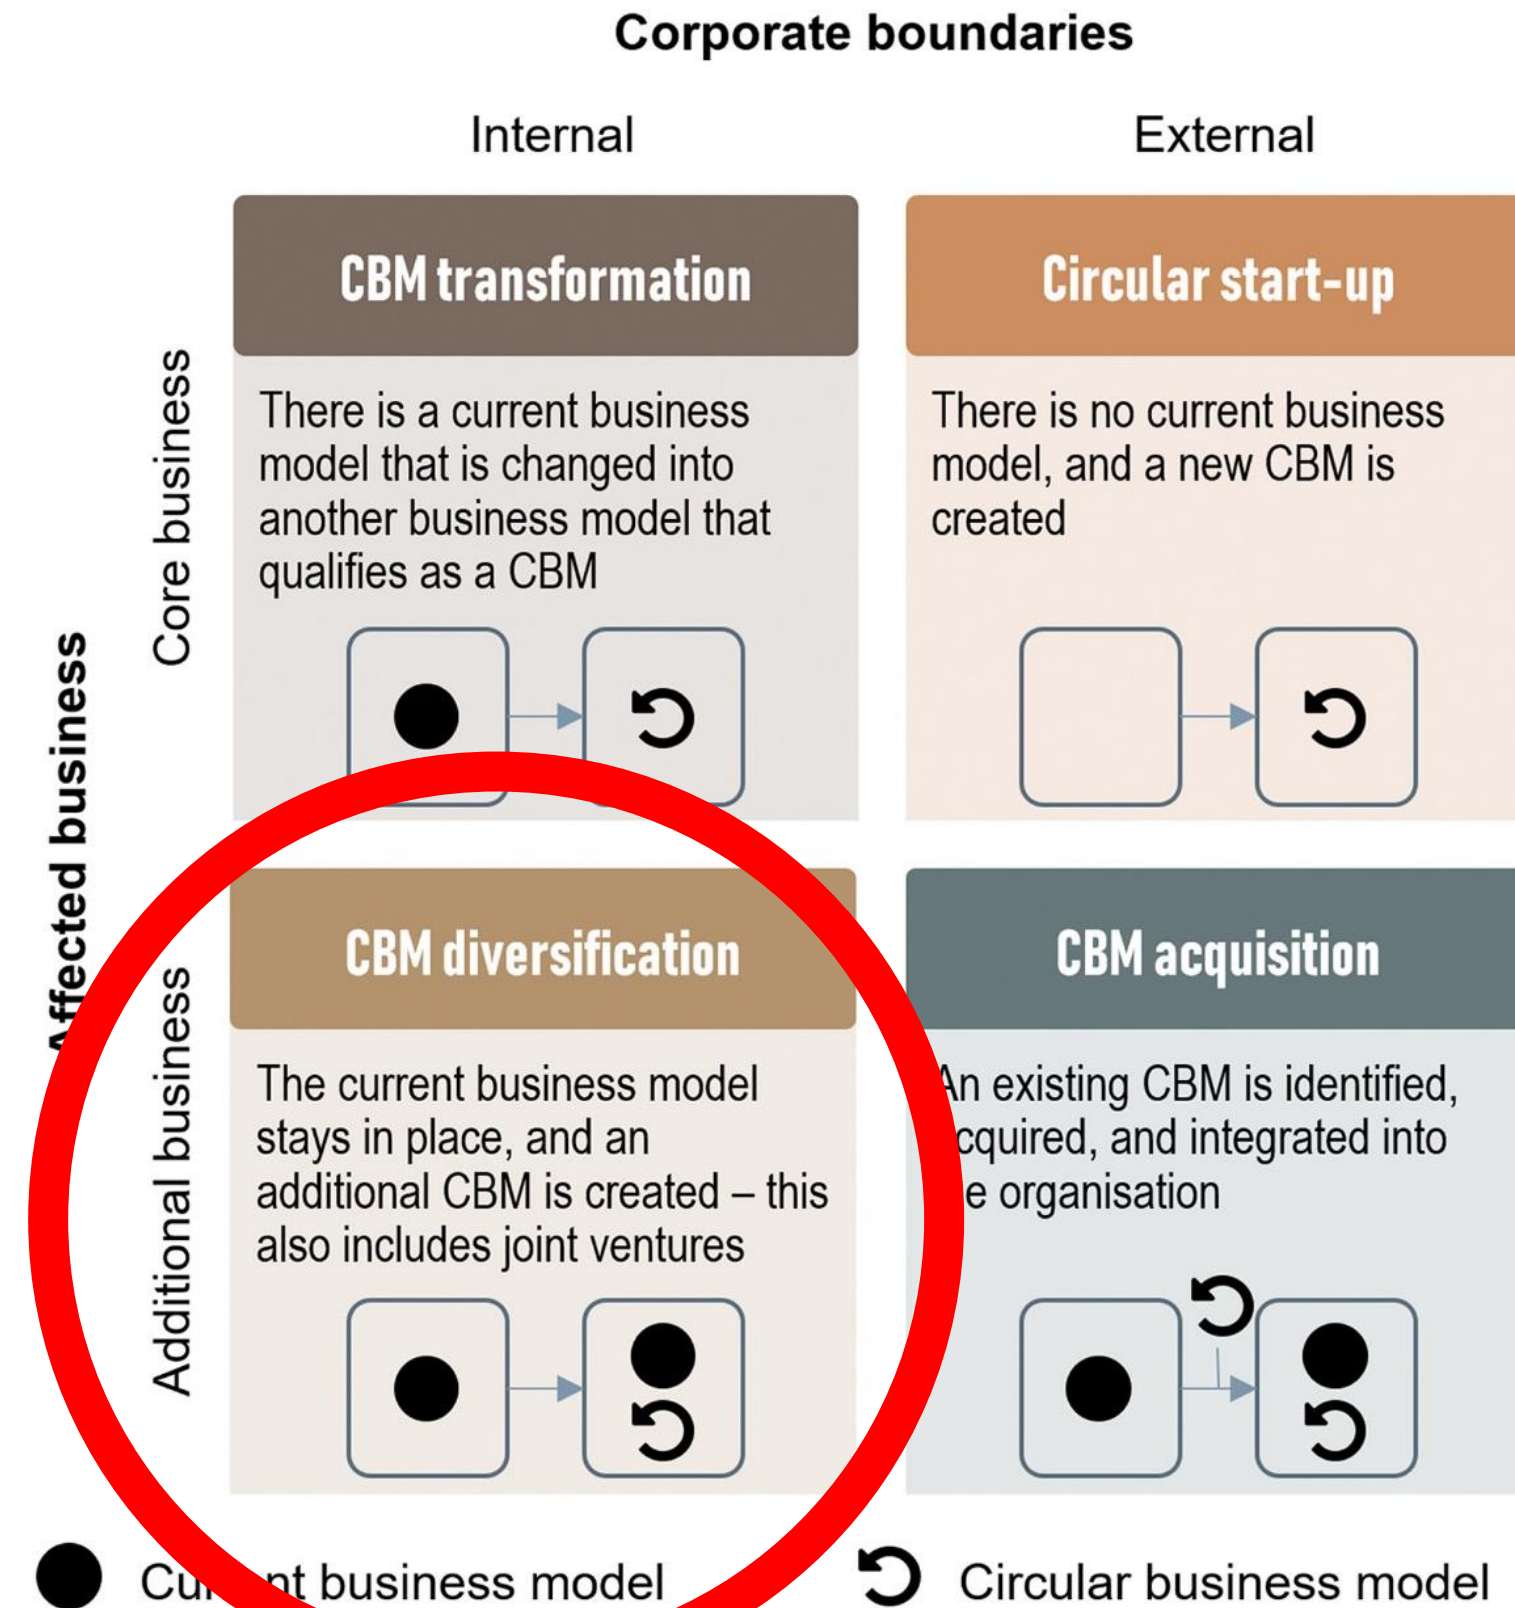 Corporate boundaries
Internal
External
Affected business
Core business
CBM transformation
There is a current business
model that is changed into
another business model that
qualifies as a CBM
Circular start-up
There is no current business
model, and a new CBM is
created
Additional business
CBM diversification
The current business model
stays in place, and an
additional CBM is created – this
also includes joint ventures
CBM acquisition
An existing CBM is identified,
acquired, and integrated into
organisation
Current business model
Circular business model